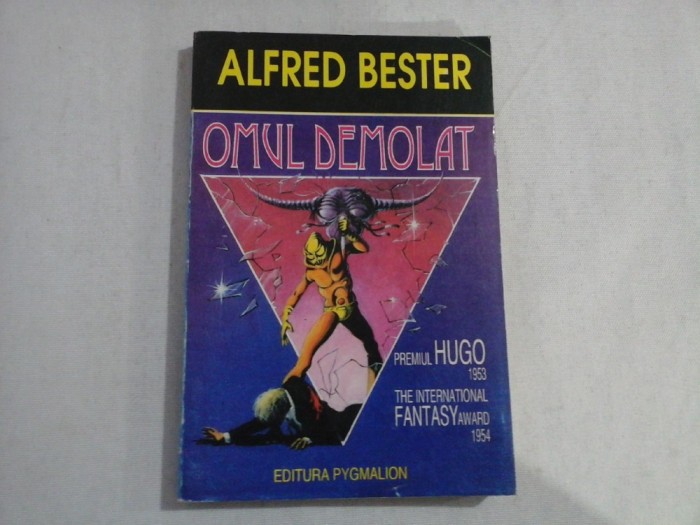 ALFRED BESTER
OMUL DEMOLAT
PREMIUL HUGO
1953
THE INTERNATIONAL
FANTASY AWARD
1954
EDITURA PYGMALION